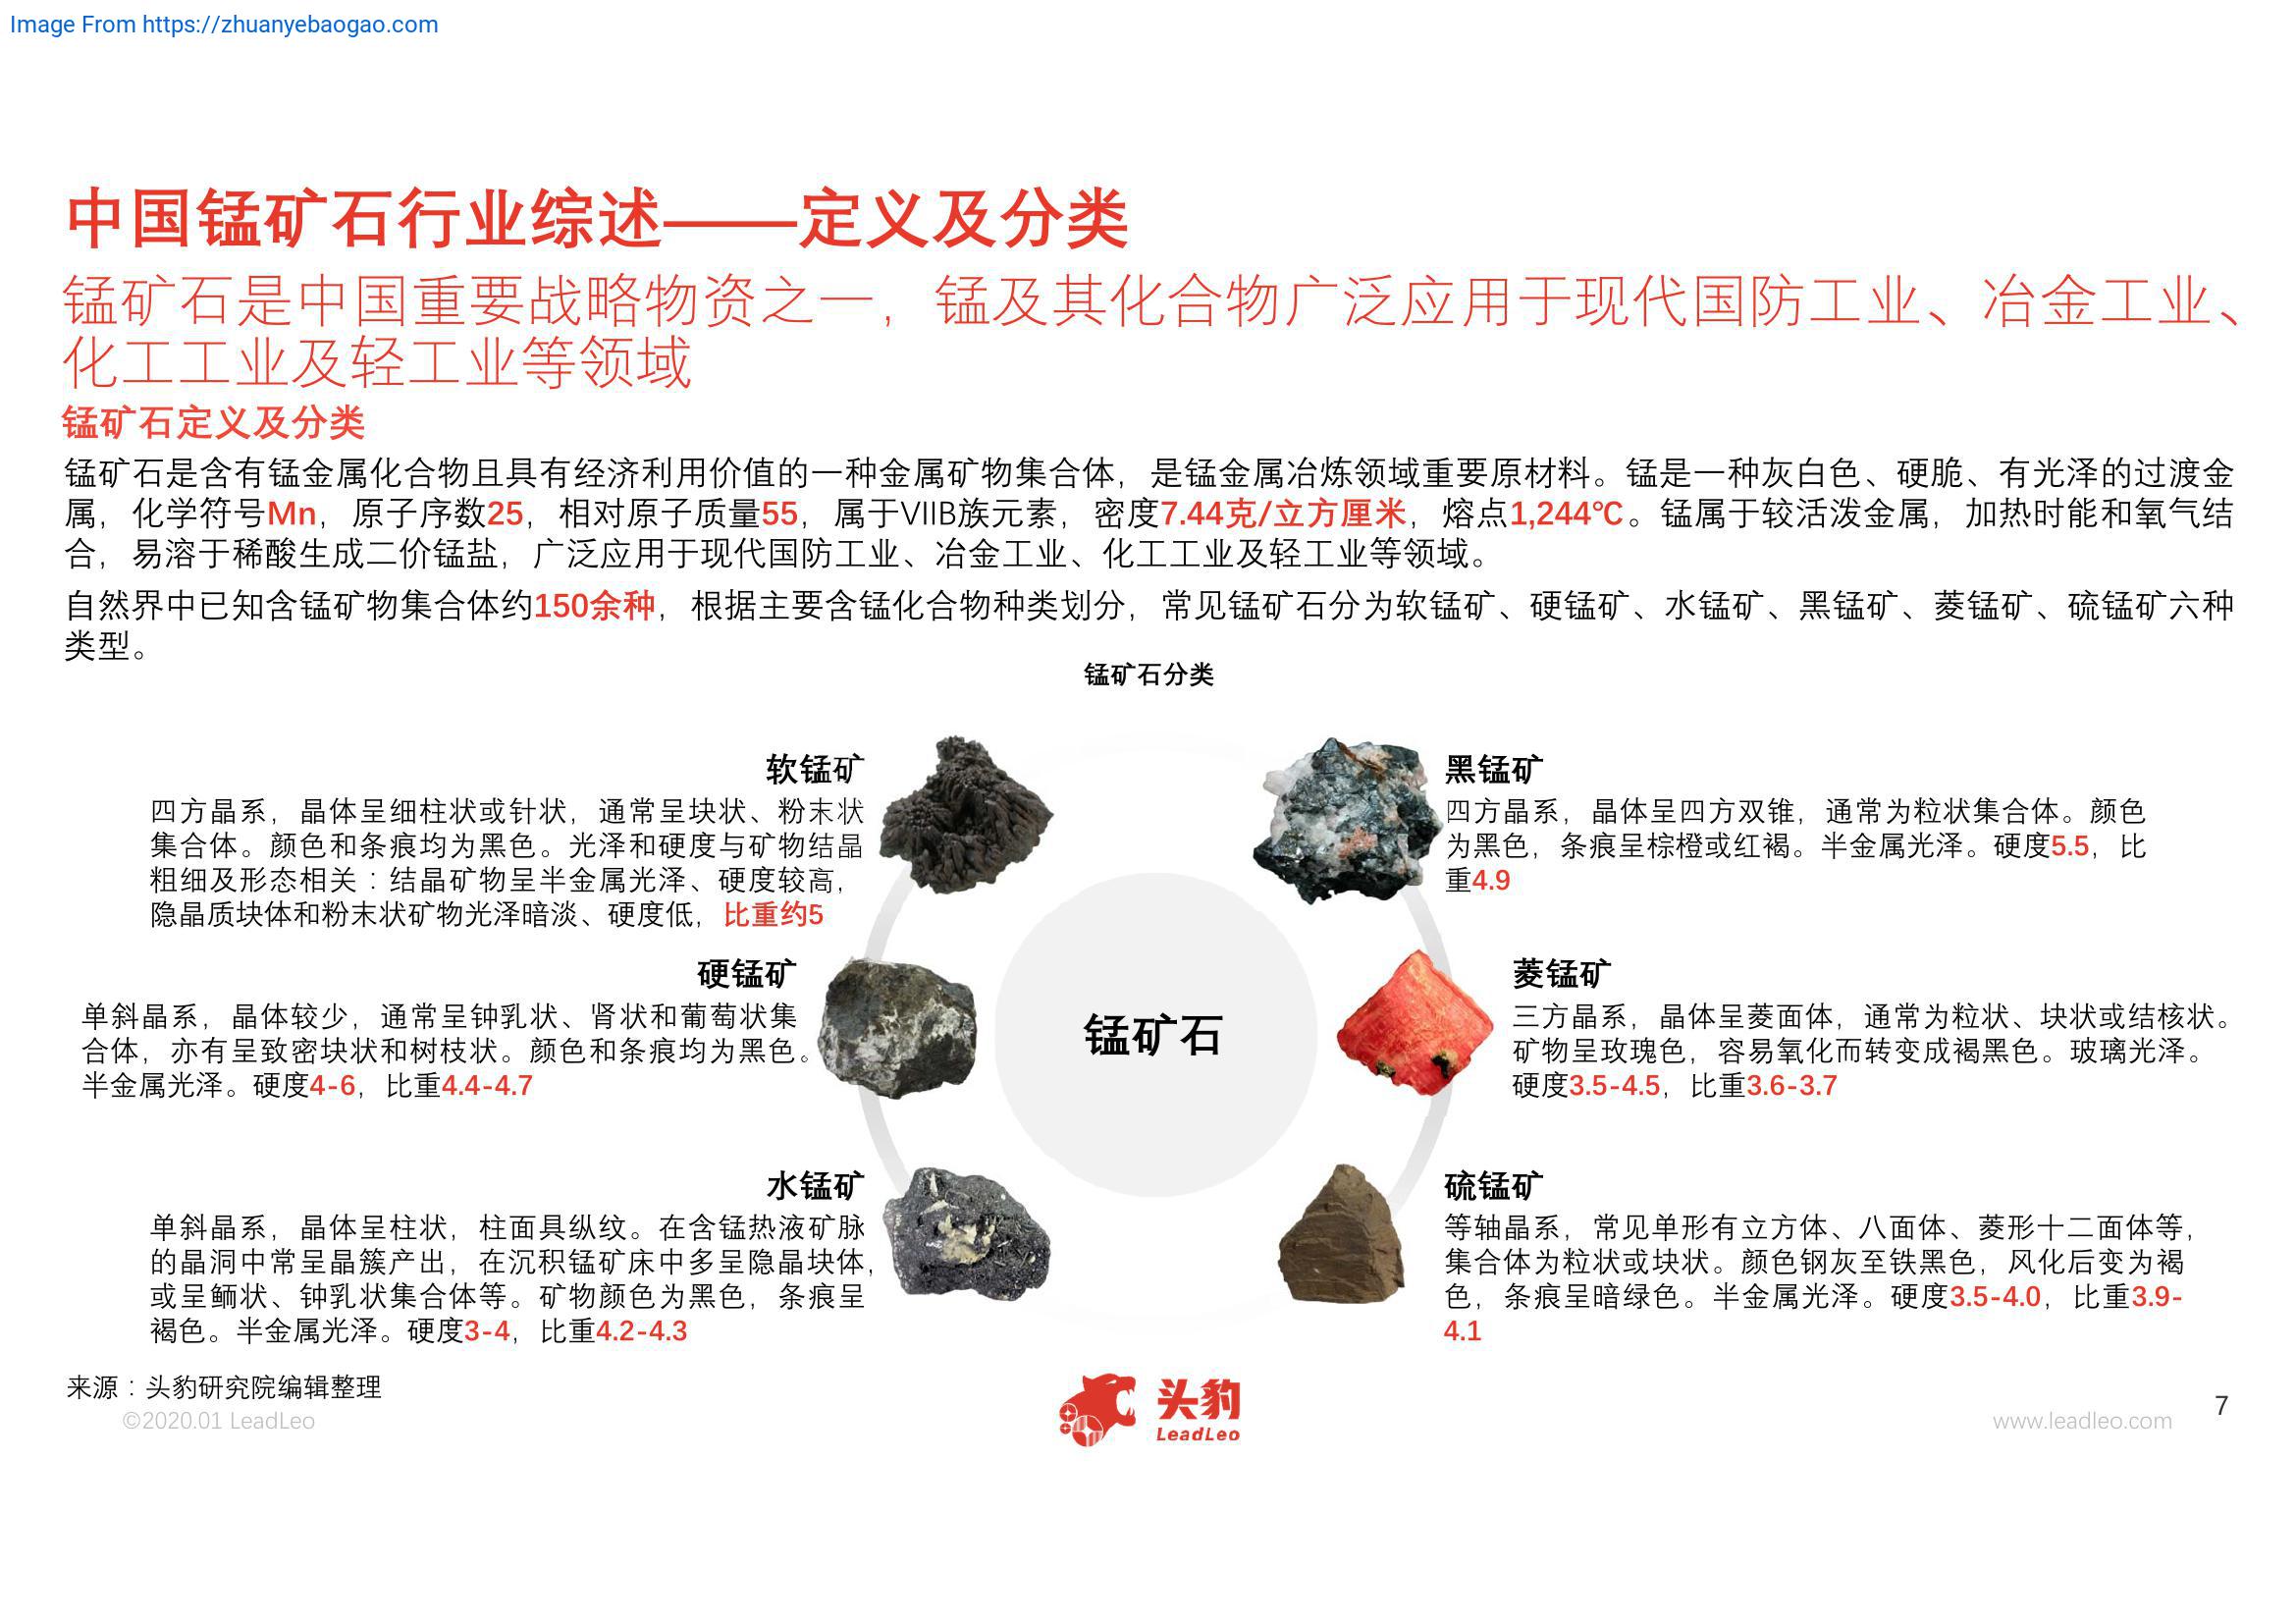 Image From https://zhuanyebaogao.com
中国锰矿石行业综述——定义及分类
锰矿石是中国重要战略物资之一，锰及其化合物广泛应用于现代国防工业、冶金工业、
化工工业及轻工业等领域
锰矿石定义及分类
锰矿石是含有锰金属化合物且具有经济利用价值的一种金属矿物集合体，是锰金属冶炼领域重要原材料。锰是一种灰白色、硬脆、有光泽的过渡金
属，化学符号Mn，原子序数25，相对原子质量55，属于VIIB族元素，密度7.44克/立方厘米，熔点1,244℃。锰属于较活泼金属，加热时能和氧气结
合，易溶于稀酸生成二价锰盐，广泛应用于现代国防工业、冶金工业、化工工业及轻工业等领域。
自然界中已知含锰矿物集合体约150余种，根据主要含锰化合物种类划分，常见锰矿石分为软锰矿、硬锰矿、水锰矿、黑锰矿、菱锰矿、硫锰矿六种
类型。
锰矿石分类
软锰矿
四方晶系，晶体呈细柱状或针状，通常呈块状、粉末状
集合体。颜色和条痕均为黑色。光泽和硬度与矿物结晶
粗细及形态相关：结晶矿物呈半金属光泽、硬度较高，
隐晶质块体和粉末状矿物光泽暗淡、硬度低，比重约5
硬锰矿
单斜晶系，晶体较少，通常呈钟乳状、肾状和葡萄状集
合体，亦有呈致密块状和树枝状。颜色和条痕均为黑色。
半金属光泽。硬度4-6，比重4.4-4.7
水锰矿
单斜晶系，晶体呈柱状，柱面具纵纹。在含锰热液矿脉
的晶洞中常呈晶簇产出，在沉积锰矿床中多呈隐晶块体，
或呈鲕状、钟乳状集合体等。矿物颜色为黑色，条痕呈
褐色。半金属光泽。硬度3-4，比重4.2-4.3
锰矿石
黑锰矿
四方晶系，晶体呈四方双锥，通常为粒状集合体。颜色
为黑色，条痕呈棕橙或红褐。半金属光泽。硬度5.5，比
重4.9
菱锰矿
三方晶系，晶体呈菱面体，通常为粒状、块状或结核状。
矿物呈玫瑰色，容易氧化而转变成褐黑色。玻璃光泽。
硬度3.5-4.5，比重3.6-3.7
硫锰矿
等轴晶系，常见单形有立方体、八面体、菱形十二面体等，
集合体为粒状或块状。颜色钢灰至铁黑色，风化后变为褐
色，条痕呈暗绿色。半金属光泽。硬度3.5-4.0，比重3.9-
4.1
来源：头豹研究院编辑整理
©2020.01 LeadLeo
头豹
LeadLeo
www.leadleo.com
7